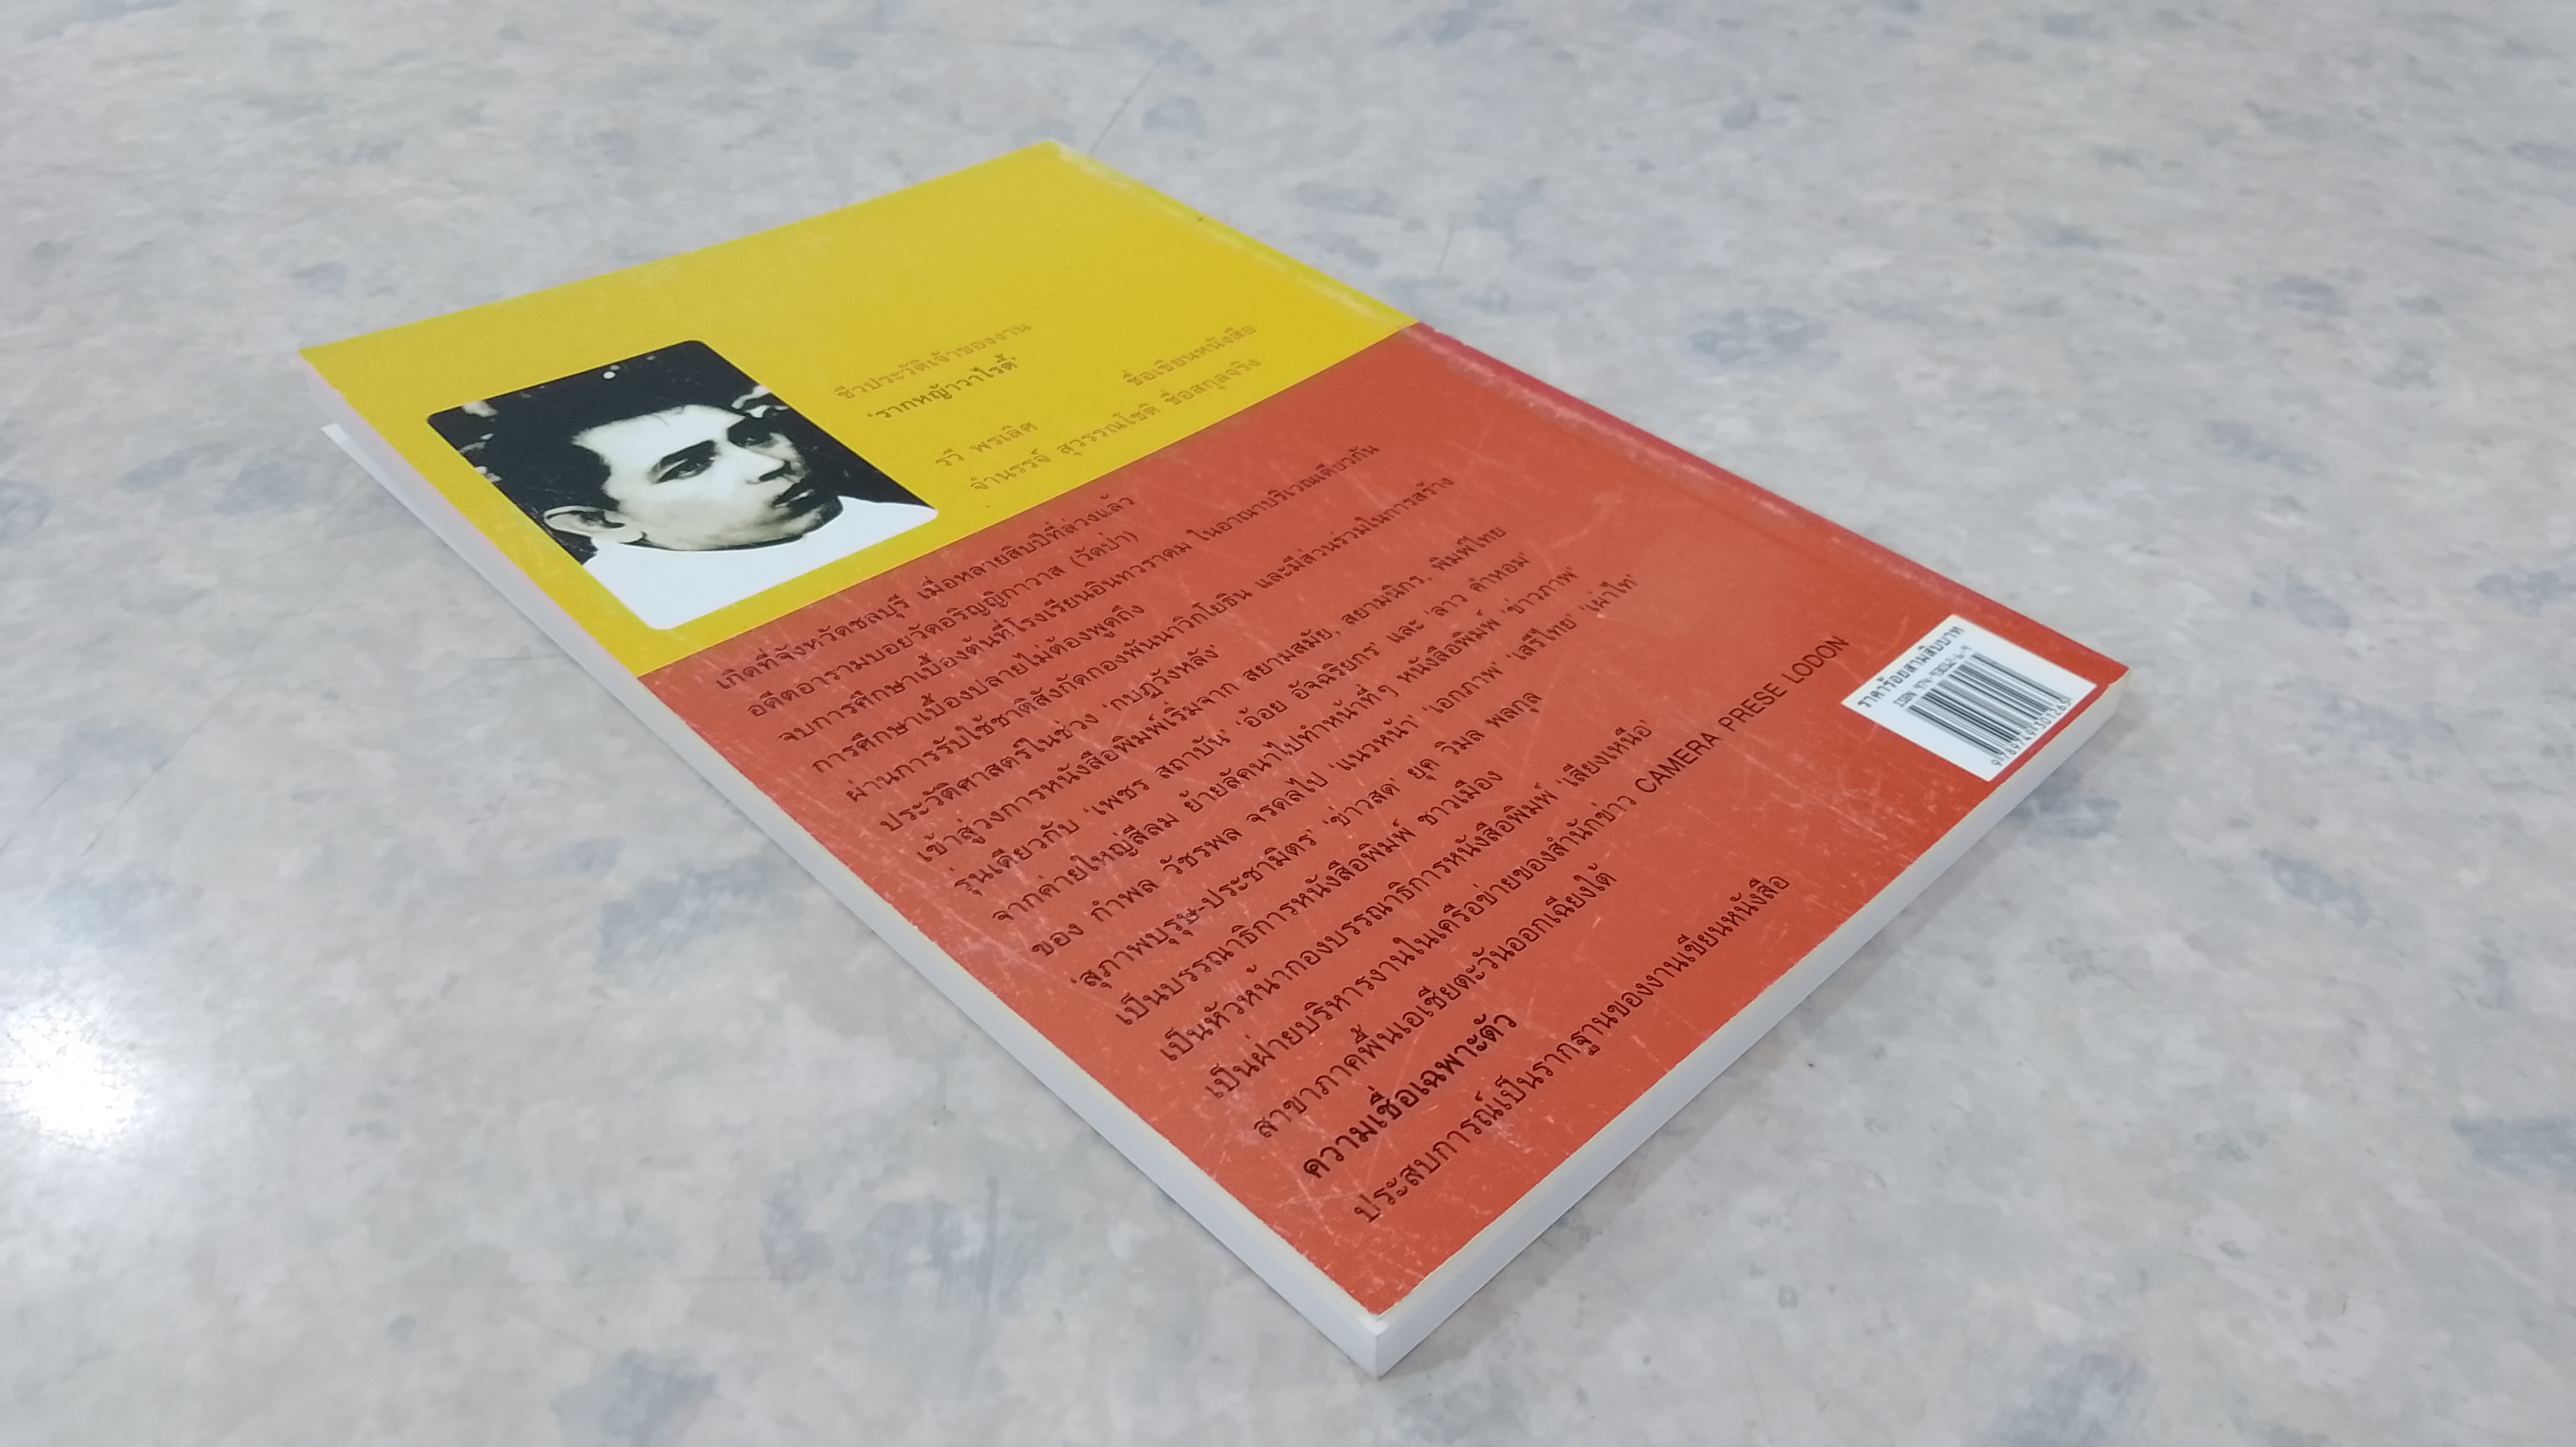 ชีวประวัติเจ้าของงาน
‘รากหญ้าวาไรตี้’
รวี พรเลิศ ชื่อเขียนหนังสือ
จำนรรจ์ สุวรรณโชติ ชื่อสกุลจริง
เกิดที่จังหวัดชลบุรี เมื่อหลายสิบปีที่ล่วงแล้ว
อดีตอารามบอยวัดอริญญิกาวาส (วัดป่า)
จบการศึกษาเบื้องต้นที่โรงเรียนอินทวราคม ในอาณาบริเวณเดียวกัน
การศึกษาเบื้องปลายไม่ต้องพูดถึง
ผ่านการรับใช้ชาติสังกัดกองพันนาวิกโยธิน และมีส่วนร่วมในการสร้าง
ประวัติศาสตร์ในช่วง ‘กบฏวังหลัง’
เข้าสู่วงการหนังสือพิมพ์เริ่มจาก สยามสมัย, สยามนิกร, พิมพ์ไทย
รุ่นเดียวกับ ‘เพชร สถาบัน’ ‘อ้อย อัจฉริยกร’ และ ‘ลาว คำหอม’
จากค่ายใหญ่สีลม ย้ายลัคนาไปทำหน้าที่ๆ หนังสือพิมพ์ ‘ข่าวภาพ’
ของ กำพล วัชรพล จรดลไป ‘แนวหน้า’ ‘เอกภาพ’ ‘เสรีไทย’ ‘เผ่าไท’
‘สุภาพบุรุษ-ประชามิตร’ ‘ข่าวสด’ ยุค วิมล พลกุล
เป็นบรรณาธิการหนังสือพิมพ์ ชาวเมือง
เป็นหัวหน้ากองบรรณาธิการหนังสือพิมพ์ ‘เสียงเหนือ’
เป็นฝ่ายบริหารงานในเครือข่ายของสำนักข่าว CAMERA PRESE LODON
สาขาภาคพื้นเอเชียตะวันออกเฉียงใต้
ความเชื่อเฉพาะตัว
ประสบการณ์เป็นรากฐานของงานเขียนหนังสือ
ราคาร้อยสามสิบบาท
ISBN 974-93012-6-9
9789749301265